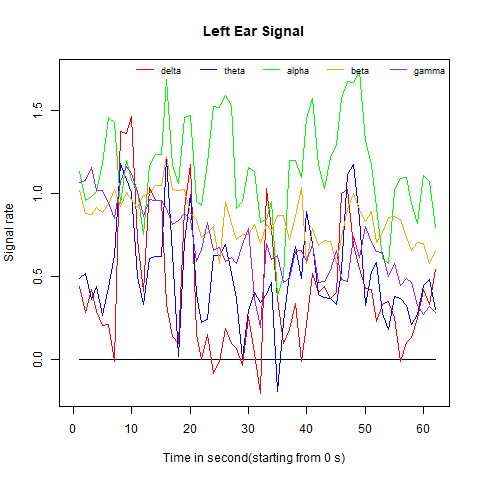 Left Ear Signal
delta theta alpha beta gamma
Signal rate
0.0 0.5 1.0 1.5
0 10 20 30 40 50 60
Time in second(starting from 0 s)